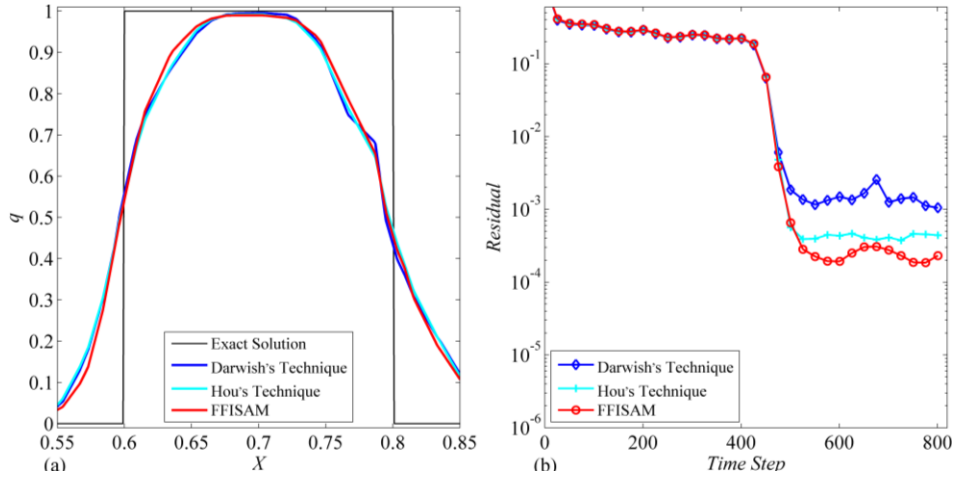 1
0.9
0.8
0.7
0.6
0.5
0.4
0.3
0.2
0.1
0
q
Exact Solution
Darwish's Technique
Hou's Technique
FFISAM
0.55 0.6 0.65 0.7 0.75 0.8 0.85
(a) X
10^-1
10^-2
10^-3
10^-4
10^-5
10^-6
Residual
Darwish's Technique
Hou's Technique
FFISAM
0 200 400 600 800
(b) Time Step